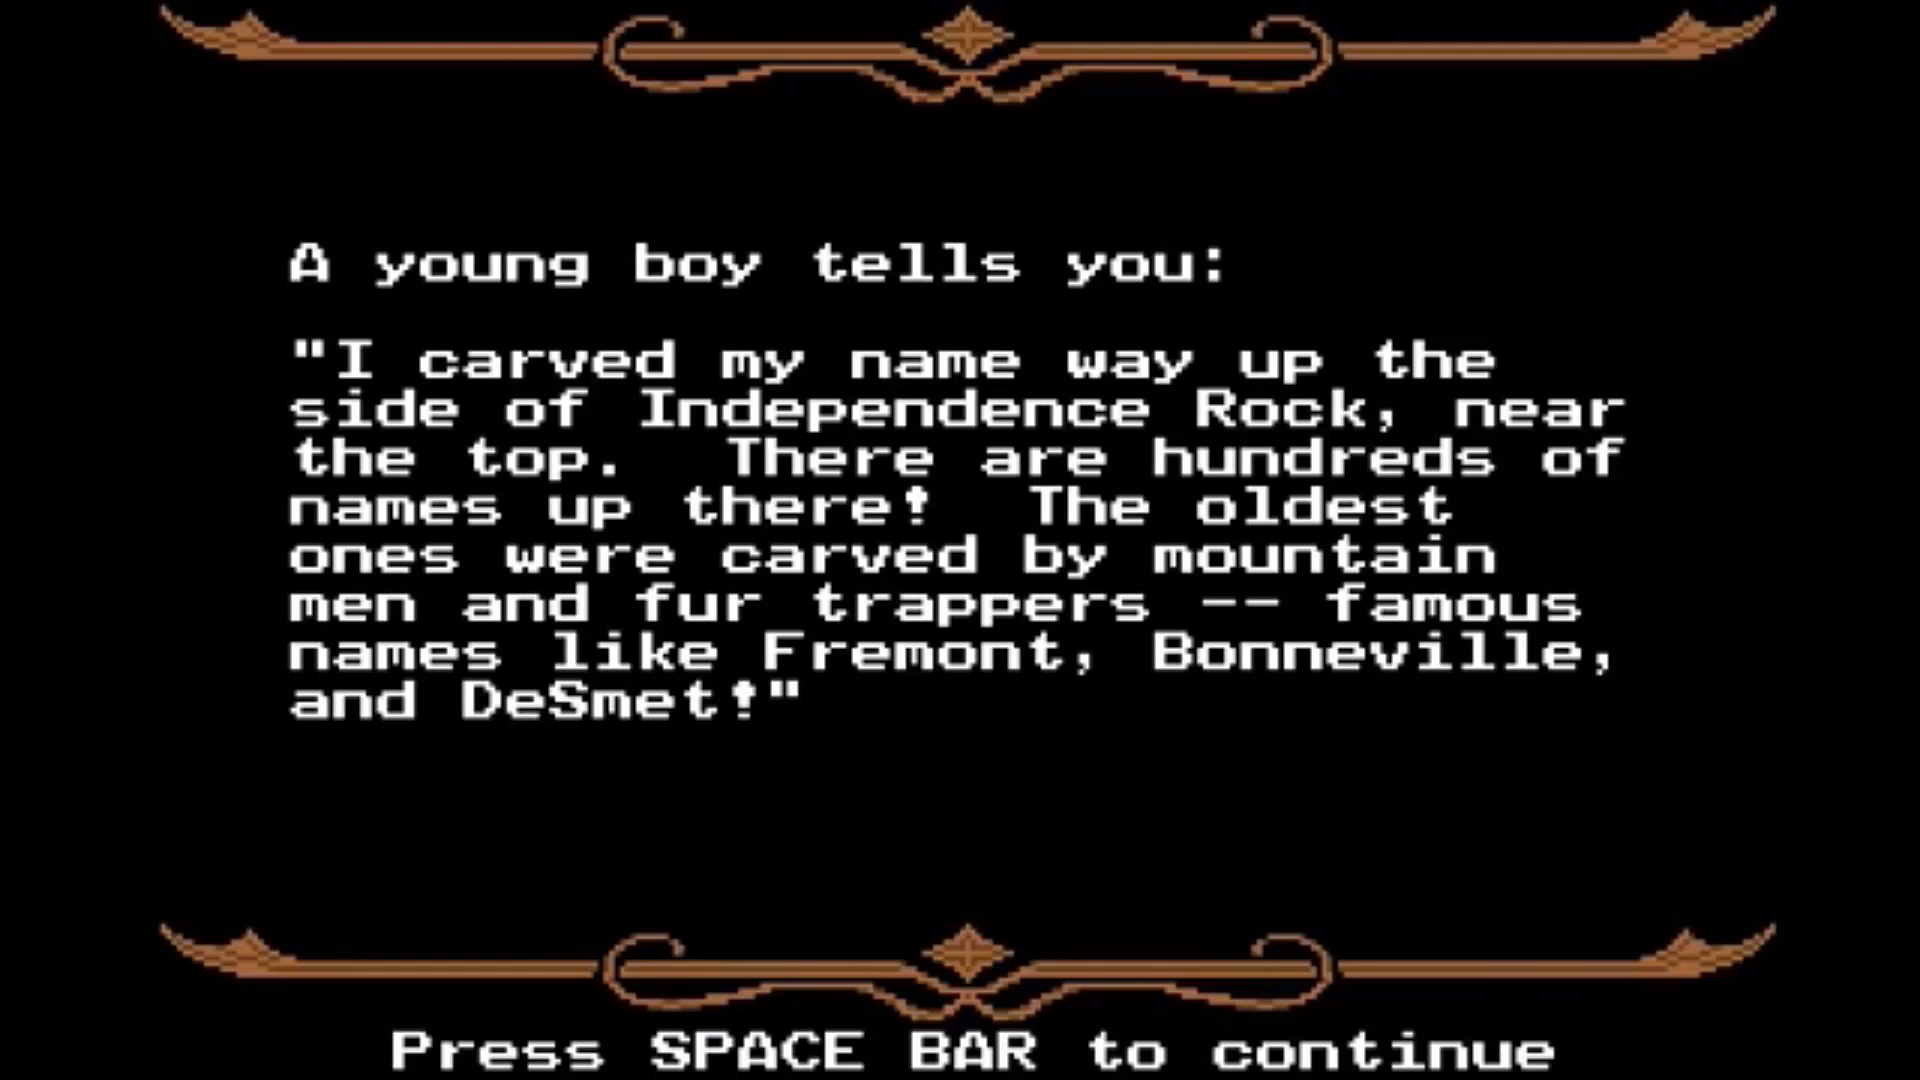 A young boy tells you:
"I carved my name way up the
side of Independence Rock, near
the top.  There are hundreds of
names up there!  The oldest
ones were carved by mountain
men and fur trappers -- famous
names like Fremont, Bonneville,
and DeSmet!"
Press SPACE BAR to continue